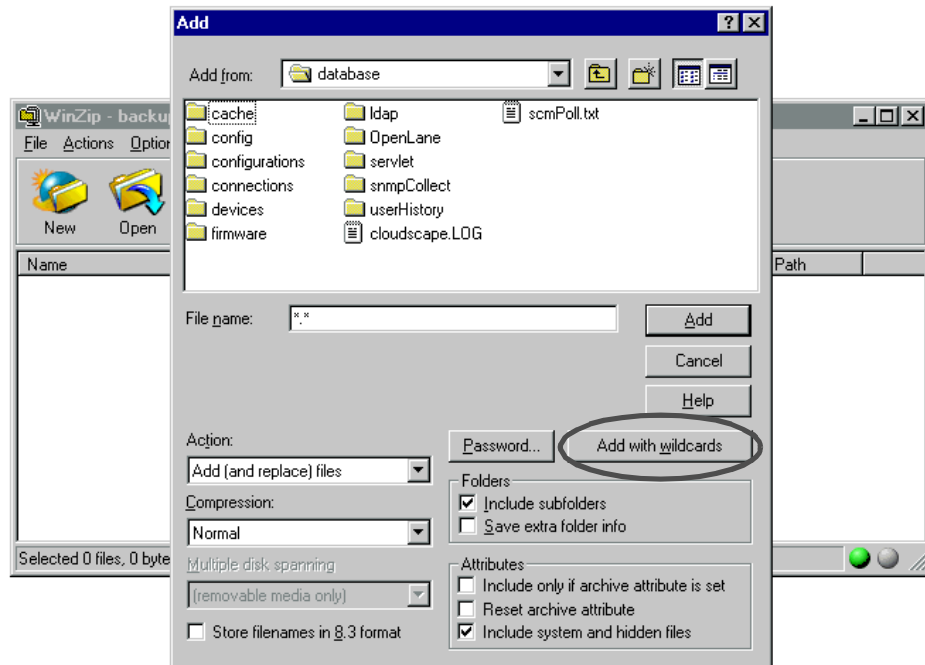 Add
Add from: database
cache
config
configurations
connections
devices
firmware
ldap
OpenLane
servlet
snmpCollect
userHistory
cloudscape.LOG
scmPoll.txt
WinZip - backup
File Actions Option
New Open
Name
Path
File name: *.*
Add
Cancel
Help
Action:
Add (and replace) files
Compression:
Normal
Multiple disk spanning
(removable media only)
Store filenames in 8.3 format
Password...
Add with wildcards
Folders
Include subfolders
Save extra folder info
Attributes
Include only if archive attribute is set
Reset archive attribute
Include system and hidden files
Selected 0 files, 0 byte